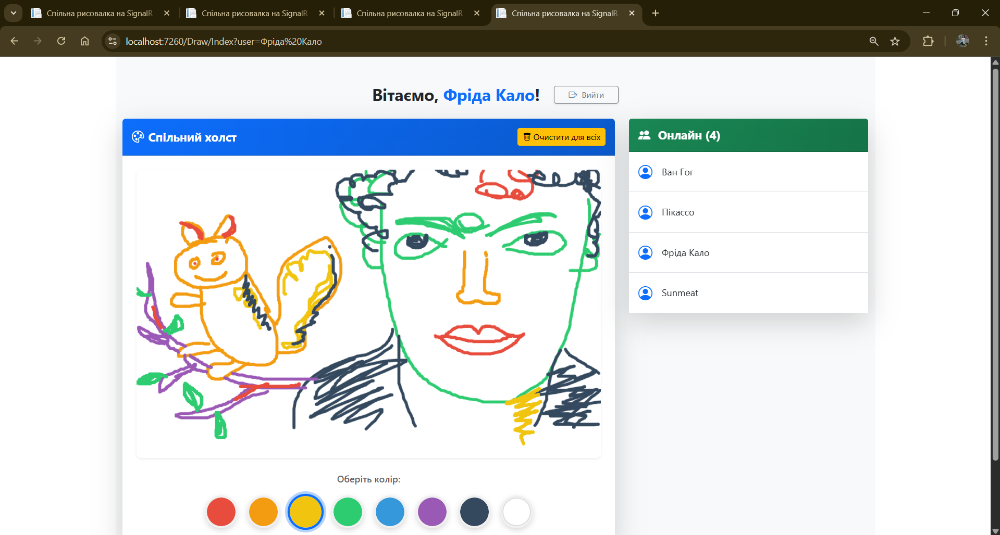 Спільна рисовалка на SignalR
Спільна рисовалка на SignalR
Спільна рисовалка на SignalR
Спільна рисовалка на SignalR
localhost:7260/Draw/Index?user=Фріда%20Кало
Вітаємо, Фріда Кало!
Вийти
Спільний холст
Очистити для всіх
Онлайн (4)
Ван Гог
Пікассо
Фріда Кало
Sunmeat
Оберіть колір: